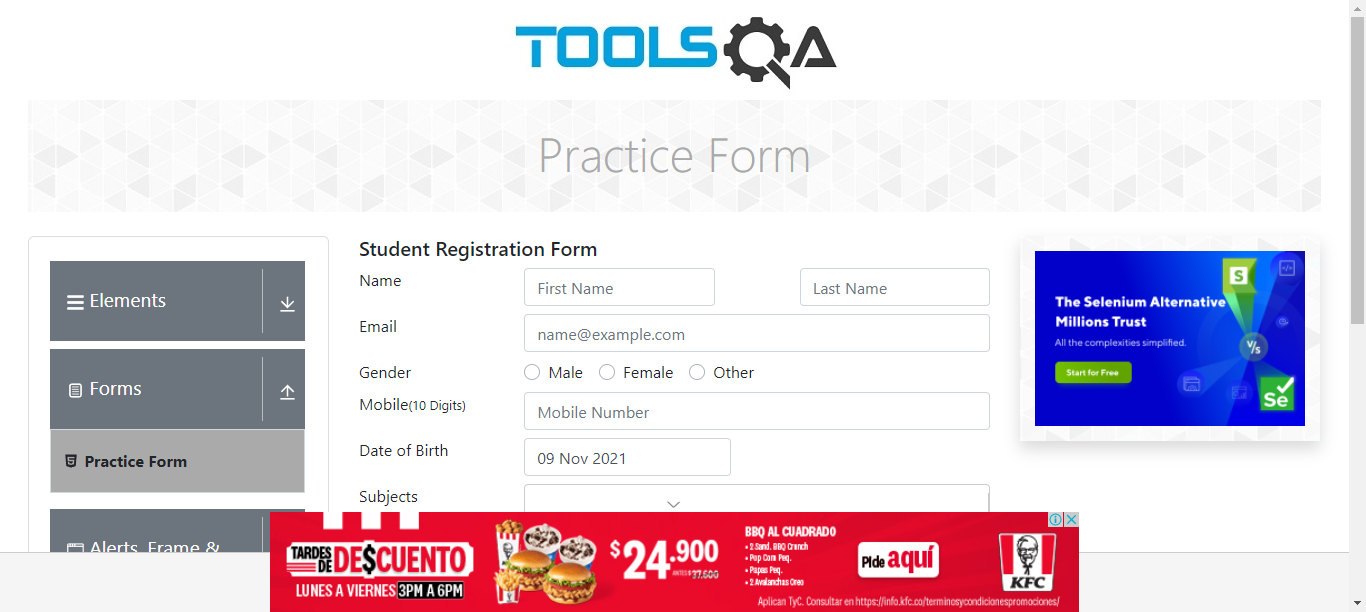 TOOLSQA
Practice Form
Elements
Forms
Practice Form
Alerts, Frame &
Student Registration Form
Name
First Name
Last Name
Email
name@example.com
Gender
Male
Female
Other
Mobile(10 Digits)
Mobile Number
Date of Birth
09 Nov 2021
Subjects
The Selenium Alternative
Millions Trust
All the complexities simplified.
Start for Free
S
V/s
Se
TARDES
DE DE$CUENTO
LUNES A VIERNES 3PM A 6PM
$24.900
ANTES $37.600
BBQ AL CUADRADO
• 2 Sand. BBQ Crunch
• Pop Corn Peq.
• Papas Peq.
• 2 Avalanchas Oreo
Pide aquí
KFC
Aplican TyC. Consultar en https://info.kfc.co/terminosycondicionespromociones/